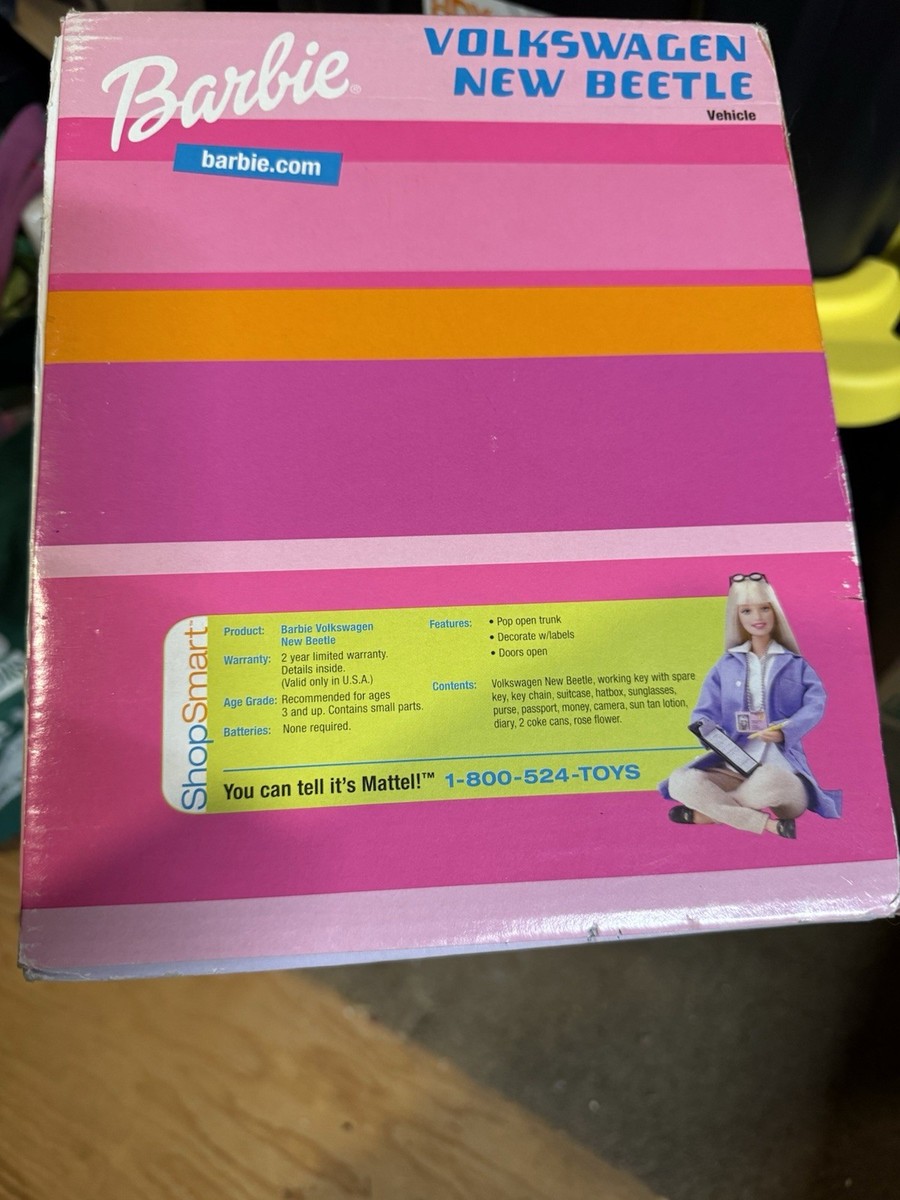 Barbie®
VOLKSWAGEN
NEW BEETLE
Vehicle
barbie.com
ShopSmart™
Product: Barbie Volkswagen
New Beetle
Warranty: 2 year limited warranty.
Details inside.
(Valid only in U.S.A.)
Age Grade: Recommended for ages
3 and up. Contains small parts.
Batteries: None required.
Features: • Pop open trunk
• Decorate w/labels
• Doors open
Contents: Volkswagen New Beetle, working key with spare
key, key chain, suitcase, hatbox, sunglasses,
purse, passport, money, camera, sun tan lotion,
diary, 2 coke cans, rose flower.
You can tell it's Mattel!™ 1-800-524-TOYS